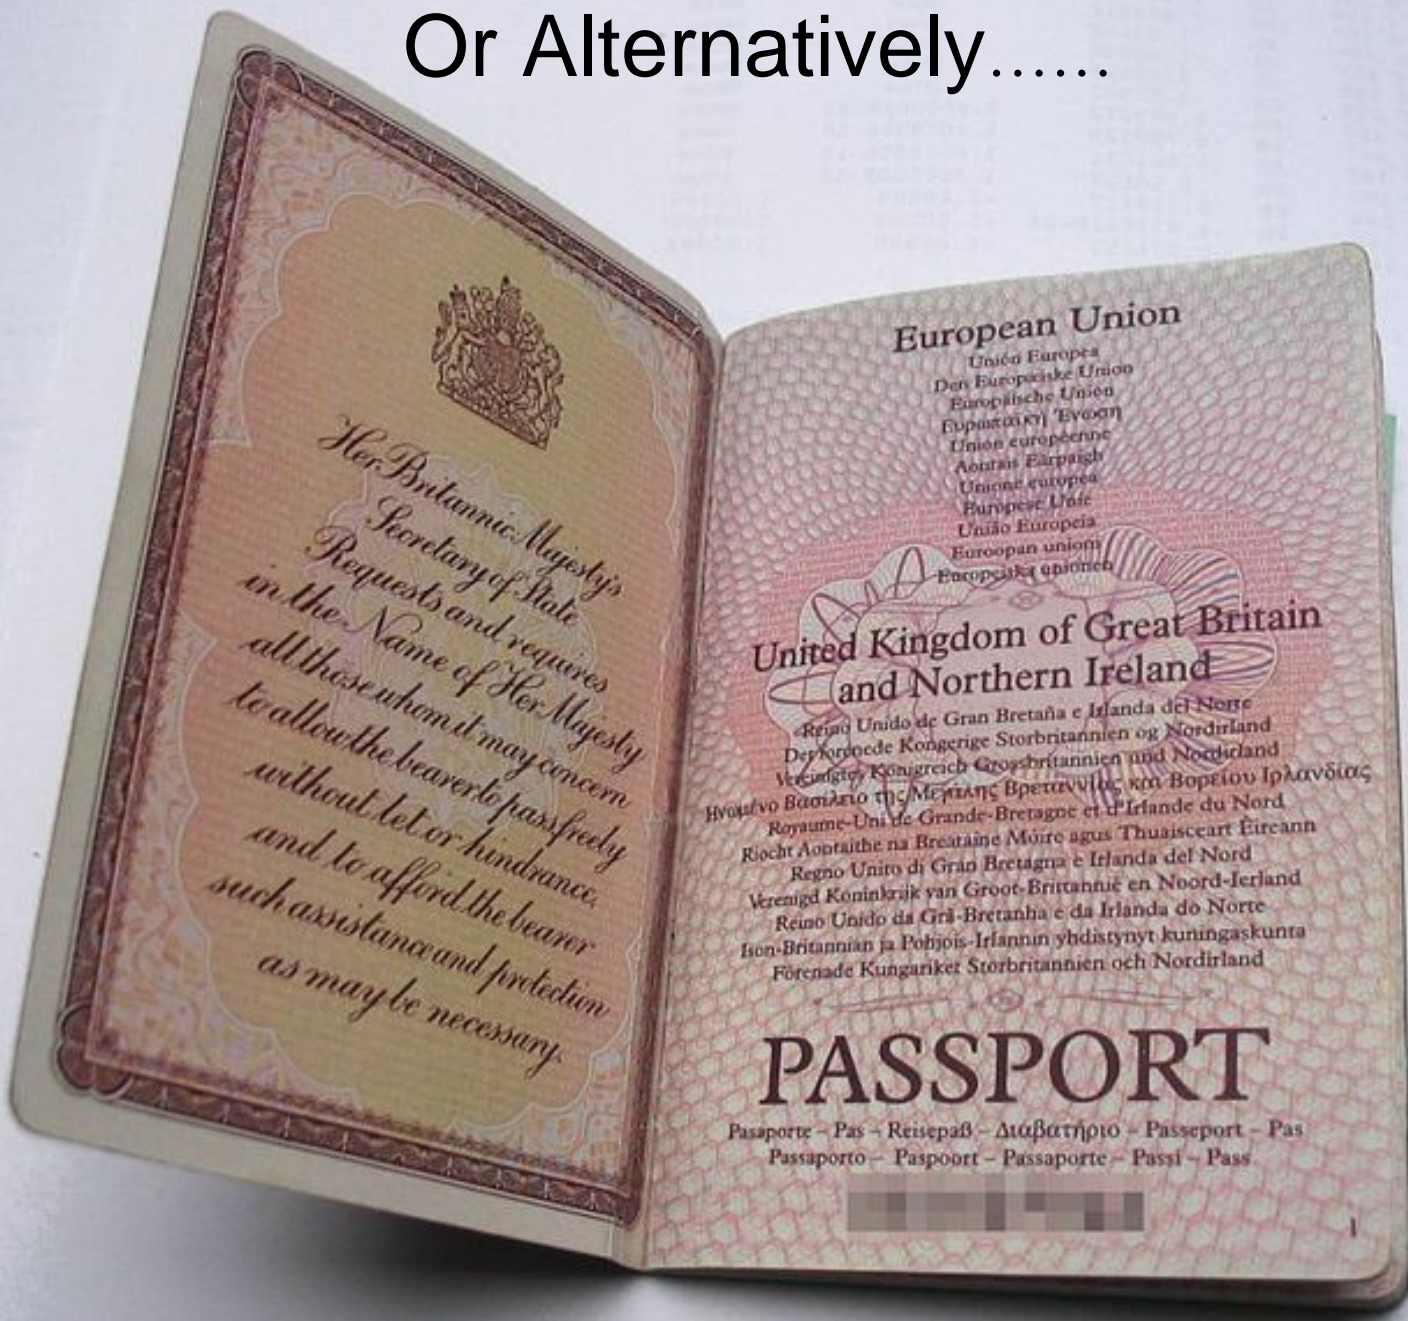 Or Alternatively......
Her Britannic Majesty's
Secretary of State
Requests and requires
in the Name of Her Majesty
all those whom it may concern
to allow the bearer to pass freely
without let or hindrance,
and to afford the bearer
such assistance and protection
as may be necessary.
European Union
Unión Europea
Den Europæiske Union
Europäische Union
Ευρωπαϊκή Ένωση
Union européenne
Aontais Eárpaigh
Unione europea
Europese Unie
União Europeia
Euroopan unioni
Europeiska unionen
United Kingdom of Great Britain
and Northern Ireland
Reino Unido de Gran Bretaña e Irlanda del Norte
Det forenede Kongerige Storbritannien og Nordirland
Vereinigtes Königreich Grossbritannien und Nordirland
Ηνωμένο Βασίλειο της Μεγάλης Βρεταννίας και Βορείου Ιρλανδίας
Royaume-Uni de Grande-Bretagne et d'Irlande du Nord
Ríocht Aontaithe na Breataine Móire agus Thuaisceart Éireann
Regno Unito di Gran Bretagna e Irlanda del Nord
Verenigd Koninkrijk van Groot-Brittannië en Noord-Ierland
Reino Unido da Grã-Bretanha e da Irlanda do Norte
Ison-Britannian ja Pohjois-Irlannin yhdistynyt kuningaskunta
Förenade Kungariket Storbritannien och Nordirland
PASSPORT
Pasaporte – Pas – Reisepaß – Διαβατήριο – Passeport – Pas
Passaporto – Paspoort – Passaporte – Passi – Pass
1